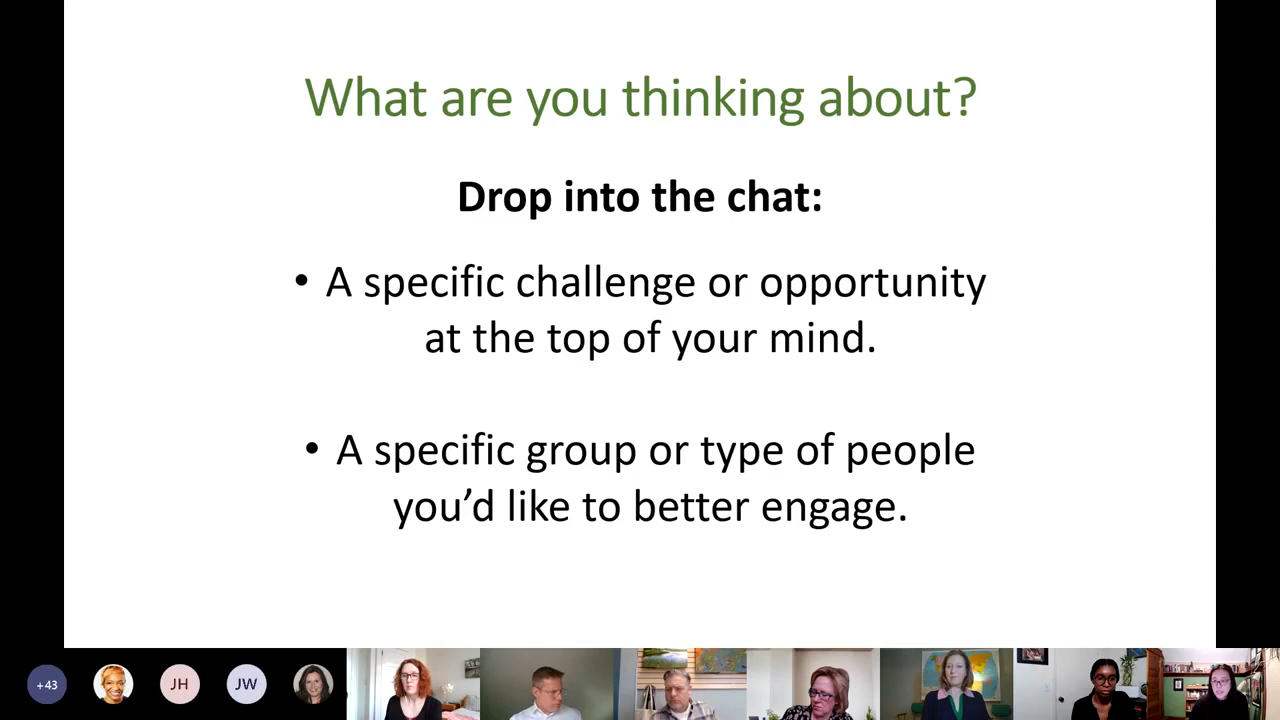 What are you thinking about?
Drop into the chat:
• A specific challenge or opportunity
at the top of your mind.
• A specific group or type of people
you’d like to better engage.
+43
JH
JW